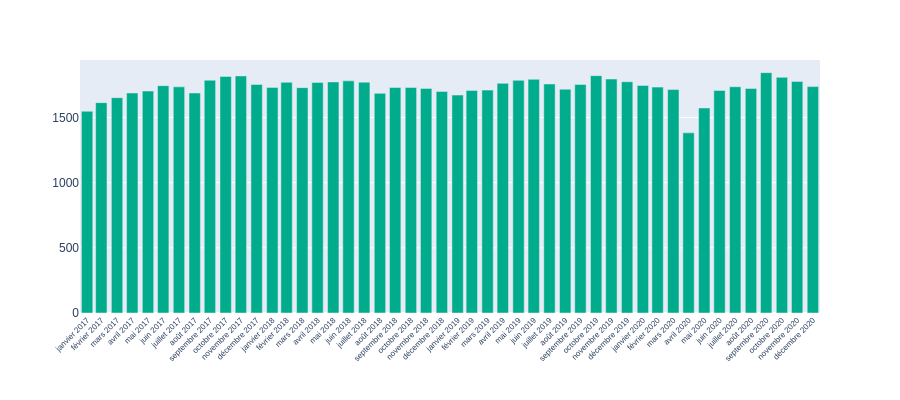 1500
1000
500
0
janvier 2017
février 2017
mars 2017
avril 2017
mai 2017
juin 2017
juillet 2017
août 2017
septembre 2017
octobre 2017
novembre 2017
décembre 2017
janvier 2018
février 2018
mars 2018
avril 2018
mai 2018
juin 2018
juillet 2018
août 2018
septembre 2018
octobre 2018
novembre 2018
décembre 2018
janvier 2019
février 2019
mars 2019
avril 2019
mai 2019
juin 2019
juillet 2019
août 2019
septembre 2019
octobre 2019
novembre 2019
décembre 2019
janvier 2020
février 2020
mars 2020
avril 2020
mai 2020
juin 2020
juillet 2020
août 2020
septembre 2020
octobre 2020
novembre 2020
décembre 2020